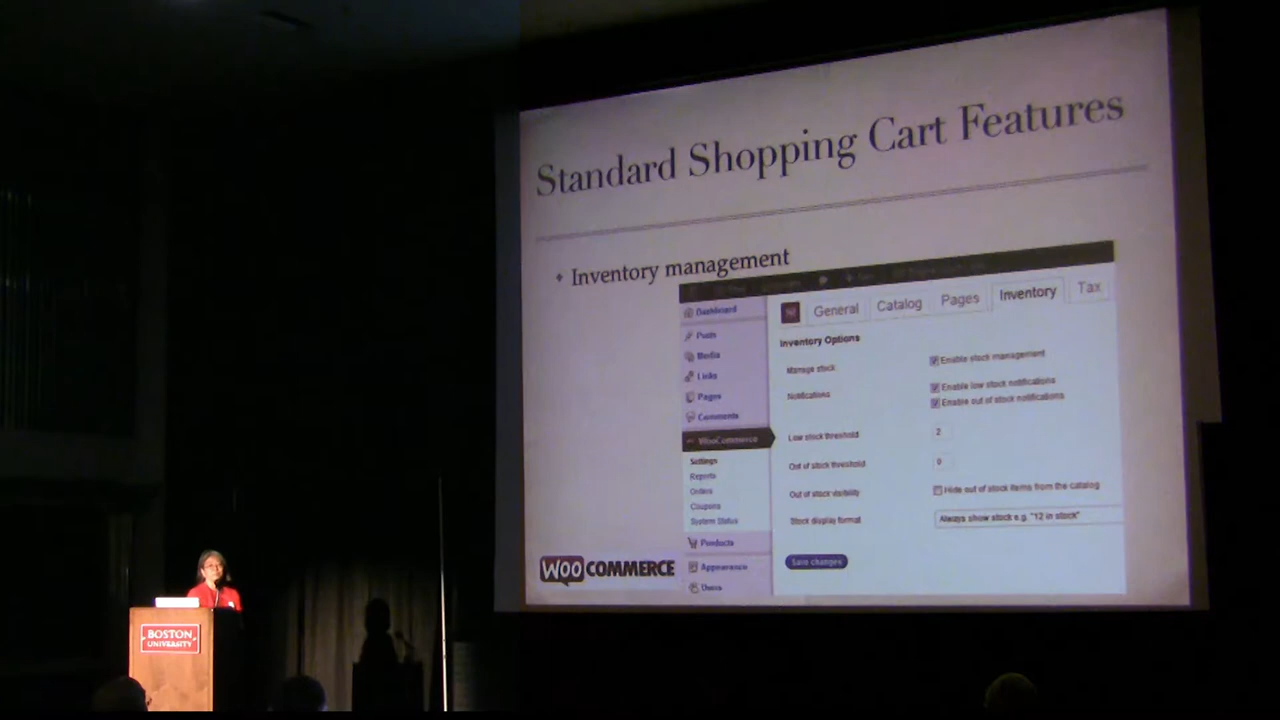 Standard Shopping Cart Features
Inventory management
Dashboard
Posts
Media
Links
Pages
Comments
WooCommerce
Settings
Reports
Orders
Coupons
System Status
Products
Appearance
Users
General Catalog Pages Inventory Tax
Inventory Options
Manage stock Enable stock management
Notifications Enable low stock notifications
Enable out of stock notifications
Low stock threshold 2
Out of stock threshold 0
Out of stock visibility Hide out of stock items from the catalog
Stock display format Always show stock e.g. "12 in stock"
Save changes
WOOCOMMERCE
BOSTON
UNIVERSITY